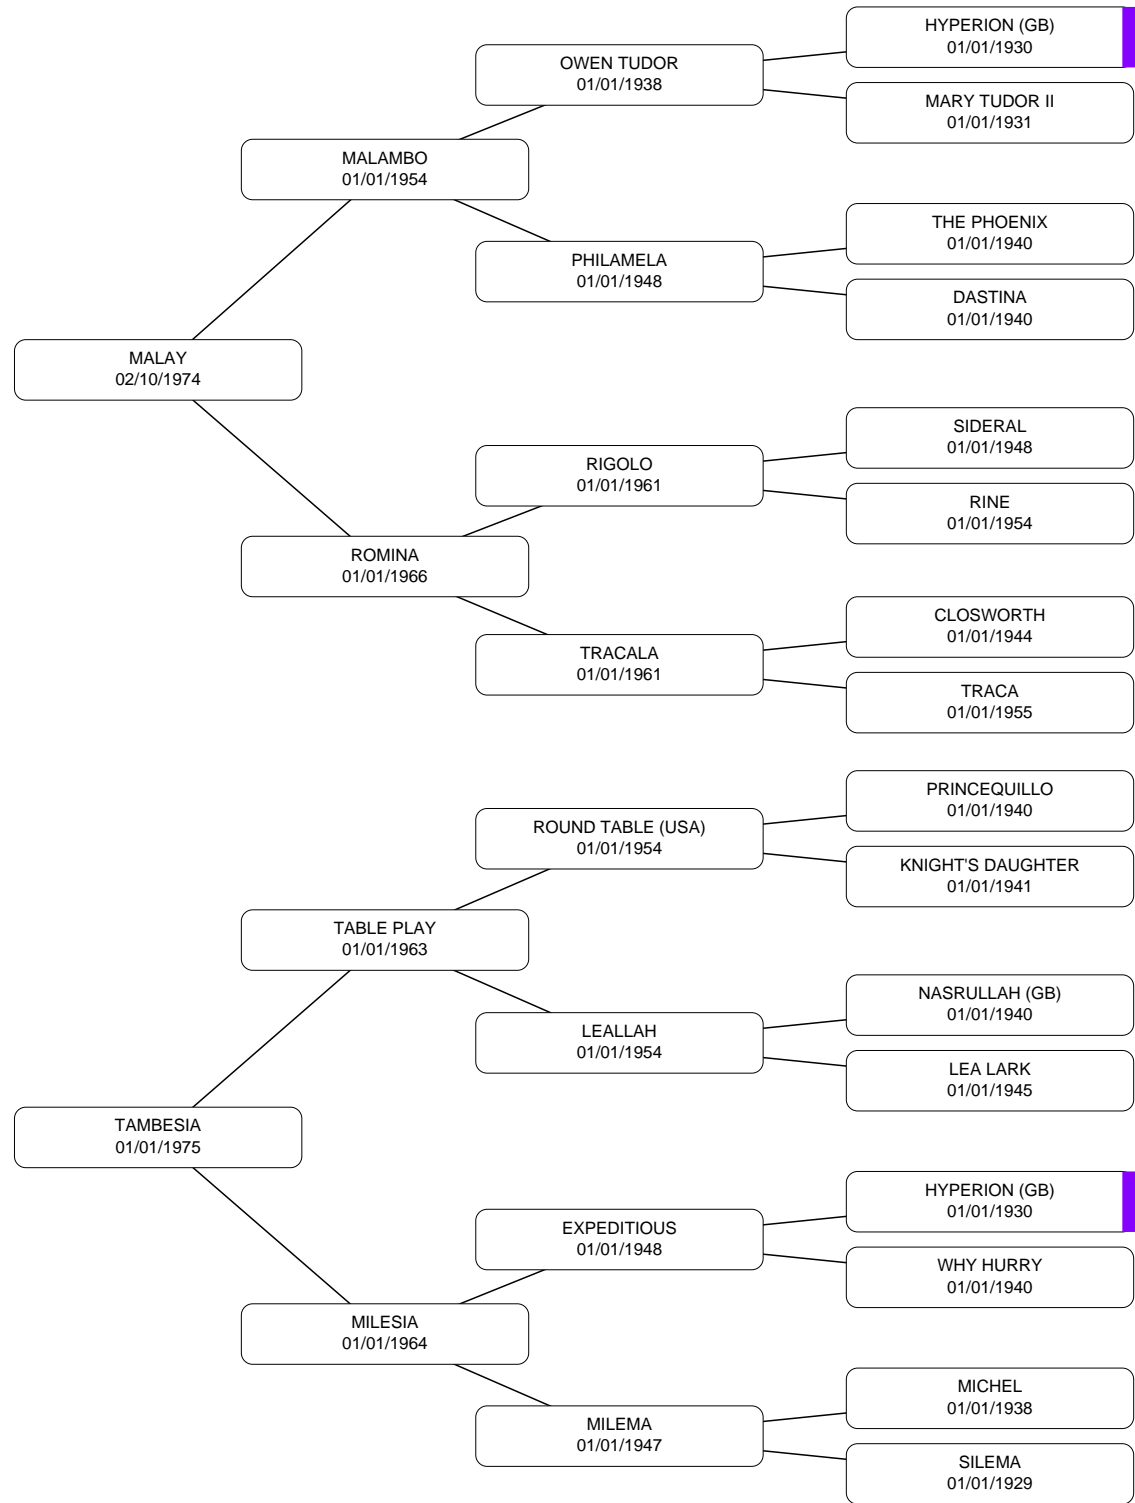 HYPERION (GB)
01/01/1930
OWEN TUDOR
01/01/1938
MARY TUDOR II
01/01/1931
MALAMBO
01/01/1954
THE PHOENIX
01/01/1940
PHILAMELA
01/01/1948
DASTINA
01/01/1940
MALAY
02/10/1974
SIDERAL
01/01/1948
RIGOLO
01/01/1961
RINE
01/01/1954
ROMINA
01/01/1966
CLOSWORTH
01/01/1944
TRACALA
01/01/1961
TRACA
01/01/1955
PRINCEQUILLO
01/01/1940
ROUND TABLE (USA)
01/01/1954
KNIGHT'S DAUGHTER
01/01/1941
TABLE PLAY
01/01/1963
NASRULLAH (GB)
01/01/1940
LEALLAH
01/01/1954
LEA LARK
01/01/1945
TAMBESIA
01/01/1975
HYPERION (GB)
01/01/1930
EXPEDITIOUS
01/01/1948
WHY HURRY
01/01/1940
MILESIA
01/01/1964
MICHEL
01/01/1938
MILEMA
01/01/1947
SILEMA
01/01/1929